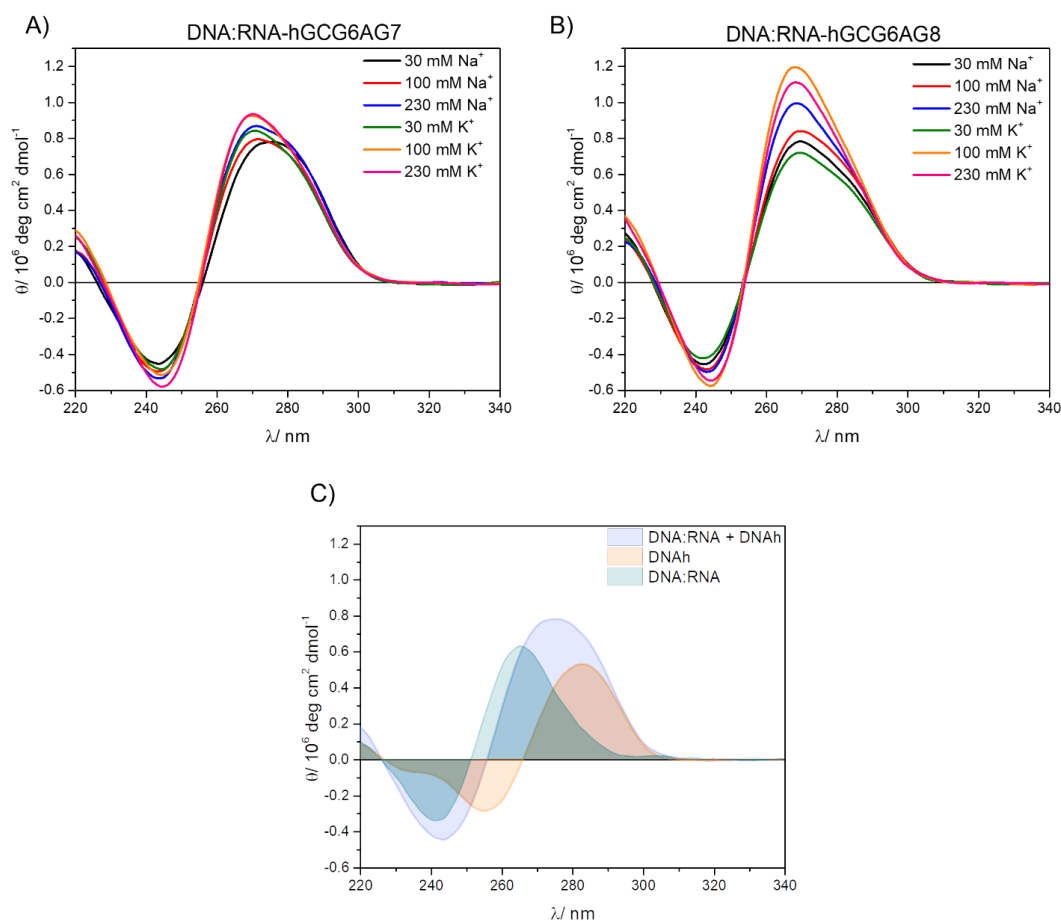 A)
DNA:RNA-hGCG6AG7
30 mM Na⁺
100 mM Na⁺
230 mM Na⁺
30 mM K⁺
100 mM K⁺
230 mM K⁺
θ/ 10⁶ deg cm² dmol⁻¹
1.2
1.0
0.8
0.6
0.4
0.2
0.0
-0.2
-0.4
-0.6
220 240 260 280 300 320 340
λ/ nm
B)
DNA:RNA-hGCG6AG8
30 mM Na⁺
100 mM Na⁺
230 mM Na⁺
30 mM K⁺
100 mM K⁺
230 mM K⁺
θ/ 10⁶ deg cm² dmol⁻¹
1.2
1.0
0.8
0.6
0.4
0.2
0.0
-0.2
-0.4
-0.6
220 240 260 280 300 320 340
λ/ nm
C)
DNA:RNA + DNAh
DNAh
DNA:RNA
θ/ 10⁶ deg cm² dmol⁻¹
1.2
1.0
0.8
0.6
0.4
0.2
0.0
-0.2
-0.4
-0.6
220 240 260 280 300 320 340
λ/ nm